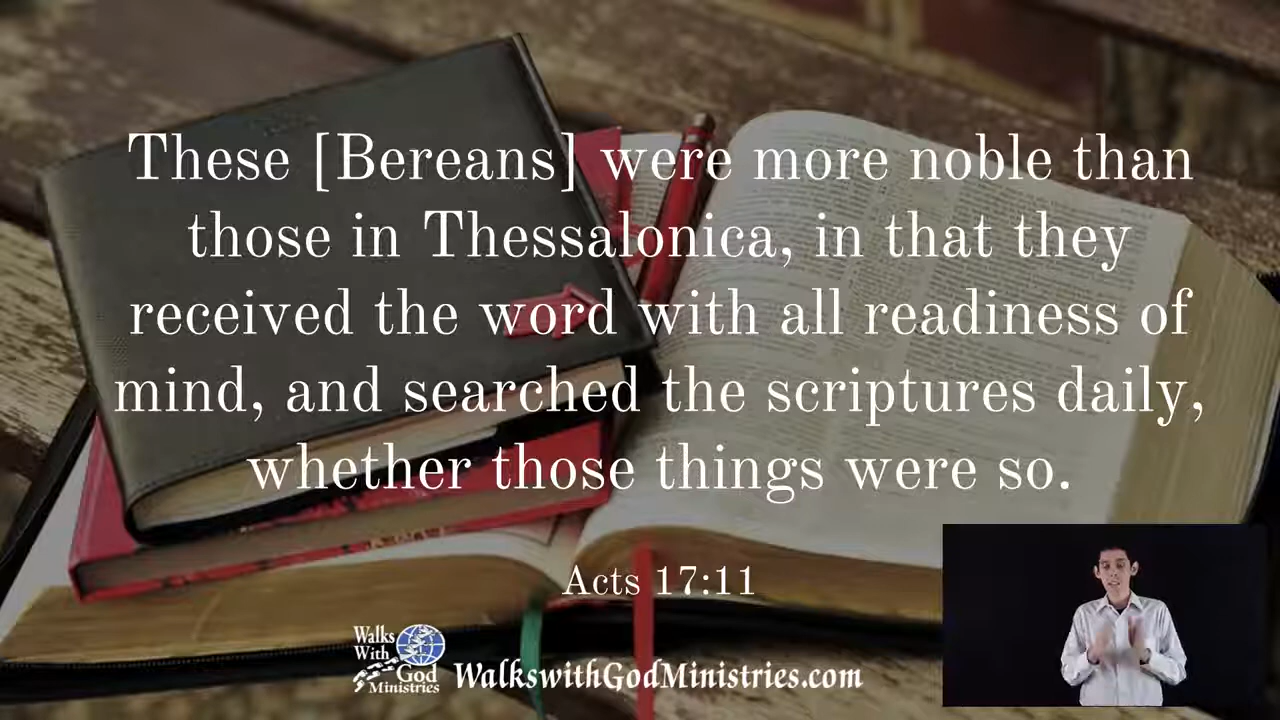 These [Bereans] were more noble than
those in Thessalonica, in that they
received the word with all readiness of
mind, and searched the scriptures daily,
whether those things were so.
Acts 17:11
Walks
With
God
Ministries
WalkswithGodMinistries.com